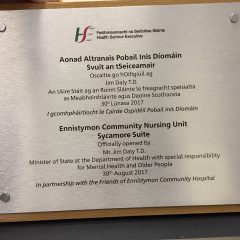 Feidhmeannacht na Seirbhíse Sláinte
Health Service Executive
Aonad Altranais Pobail Inis Díomáin
Svuít an tSeiceamair
Oscailte go hOifigiúil ag
Jim Daly T.D.
An tAire Stáit ag an Roinn Sláinte le freagracht speisialta
as Meabhairshláinte agus Daoine Scothaosta
30ú Lúnasa 2017
I gcomhpháirtíocht le Cairde Ospidéil Pobail Inis Díomáin
Ennistymon Community Nursing Unit
Sycamore Suite
Officially opened by
Mr. Jim Daly T.D.
Minister of State at the Department of Health with special responsibility
for Mental Health and Older People
30th August 2017
In partnership with the Friends of Ennistymon Community Hospital